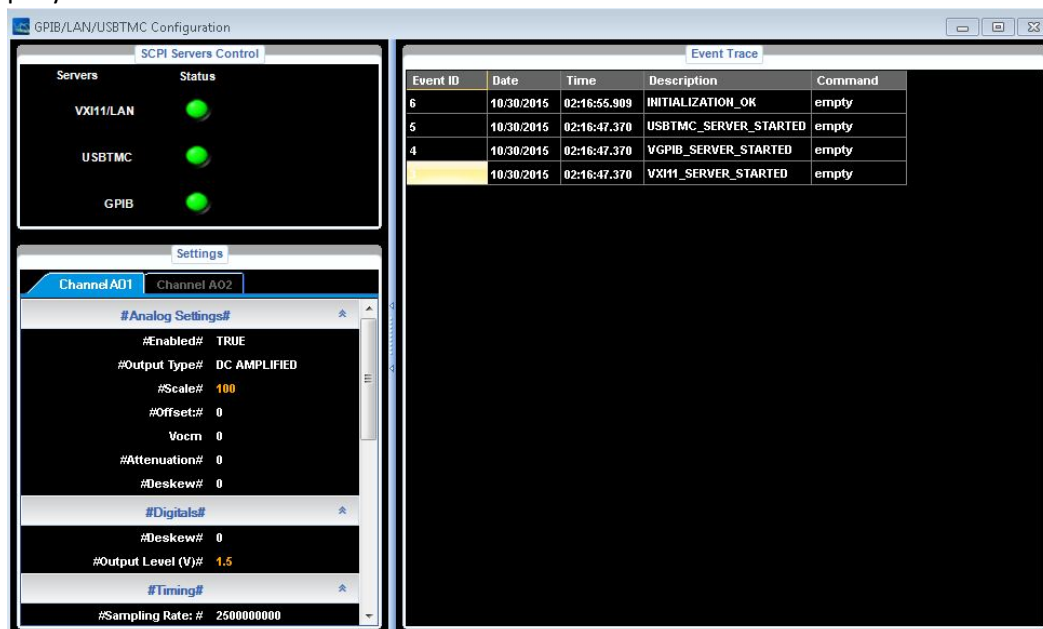 GPIB/LAN/USBTMC Configuration
SCPI Servers Control
Servers Status
VXI11/LAN
USBTMC
GPIB
Settings
Channel AO1 Channel AO2
#Analog Settings#
#Enabled# TRUE
#Output Type# DC AMPLIFIED
#Scale# 100
#Offset:# 0
Vocm 0
#Attenuation# 0
#Deskew# 0
#Digitals#
#Deskew# 0
#Output Level (V)# 1.5
#Timing#
#Sampling Rate: # 2500000000
Event Trace
Event ID Date Time Description Command
6 10/30/2015 02:16:55.909 INITIALIZATION_OK empty
5 10/30/2015 02:16:47.370 USBTMC_SERVER_STARTED empty
4 10/30/2015 02:16:47.370 VGPIB_SERVER_STARTED empty
10/30/2015 02:16:47.370 VXI11_SERVER_STARTED empty